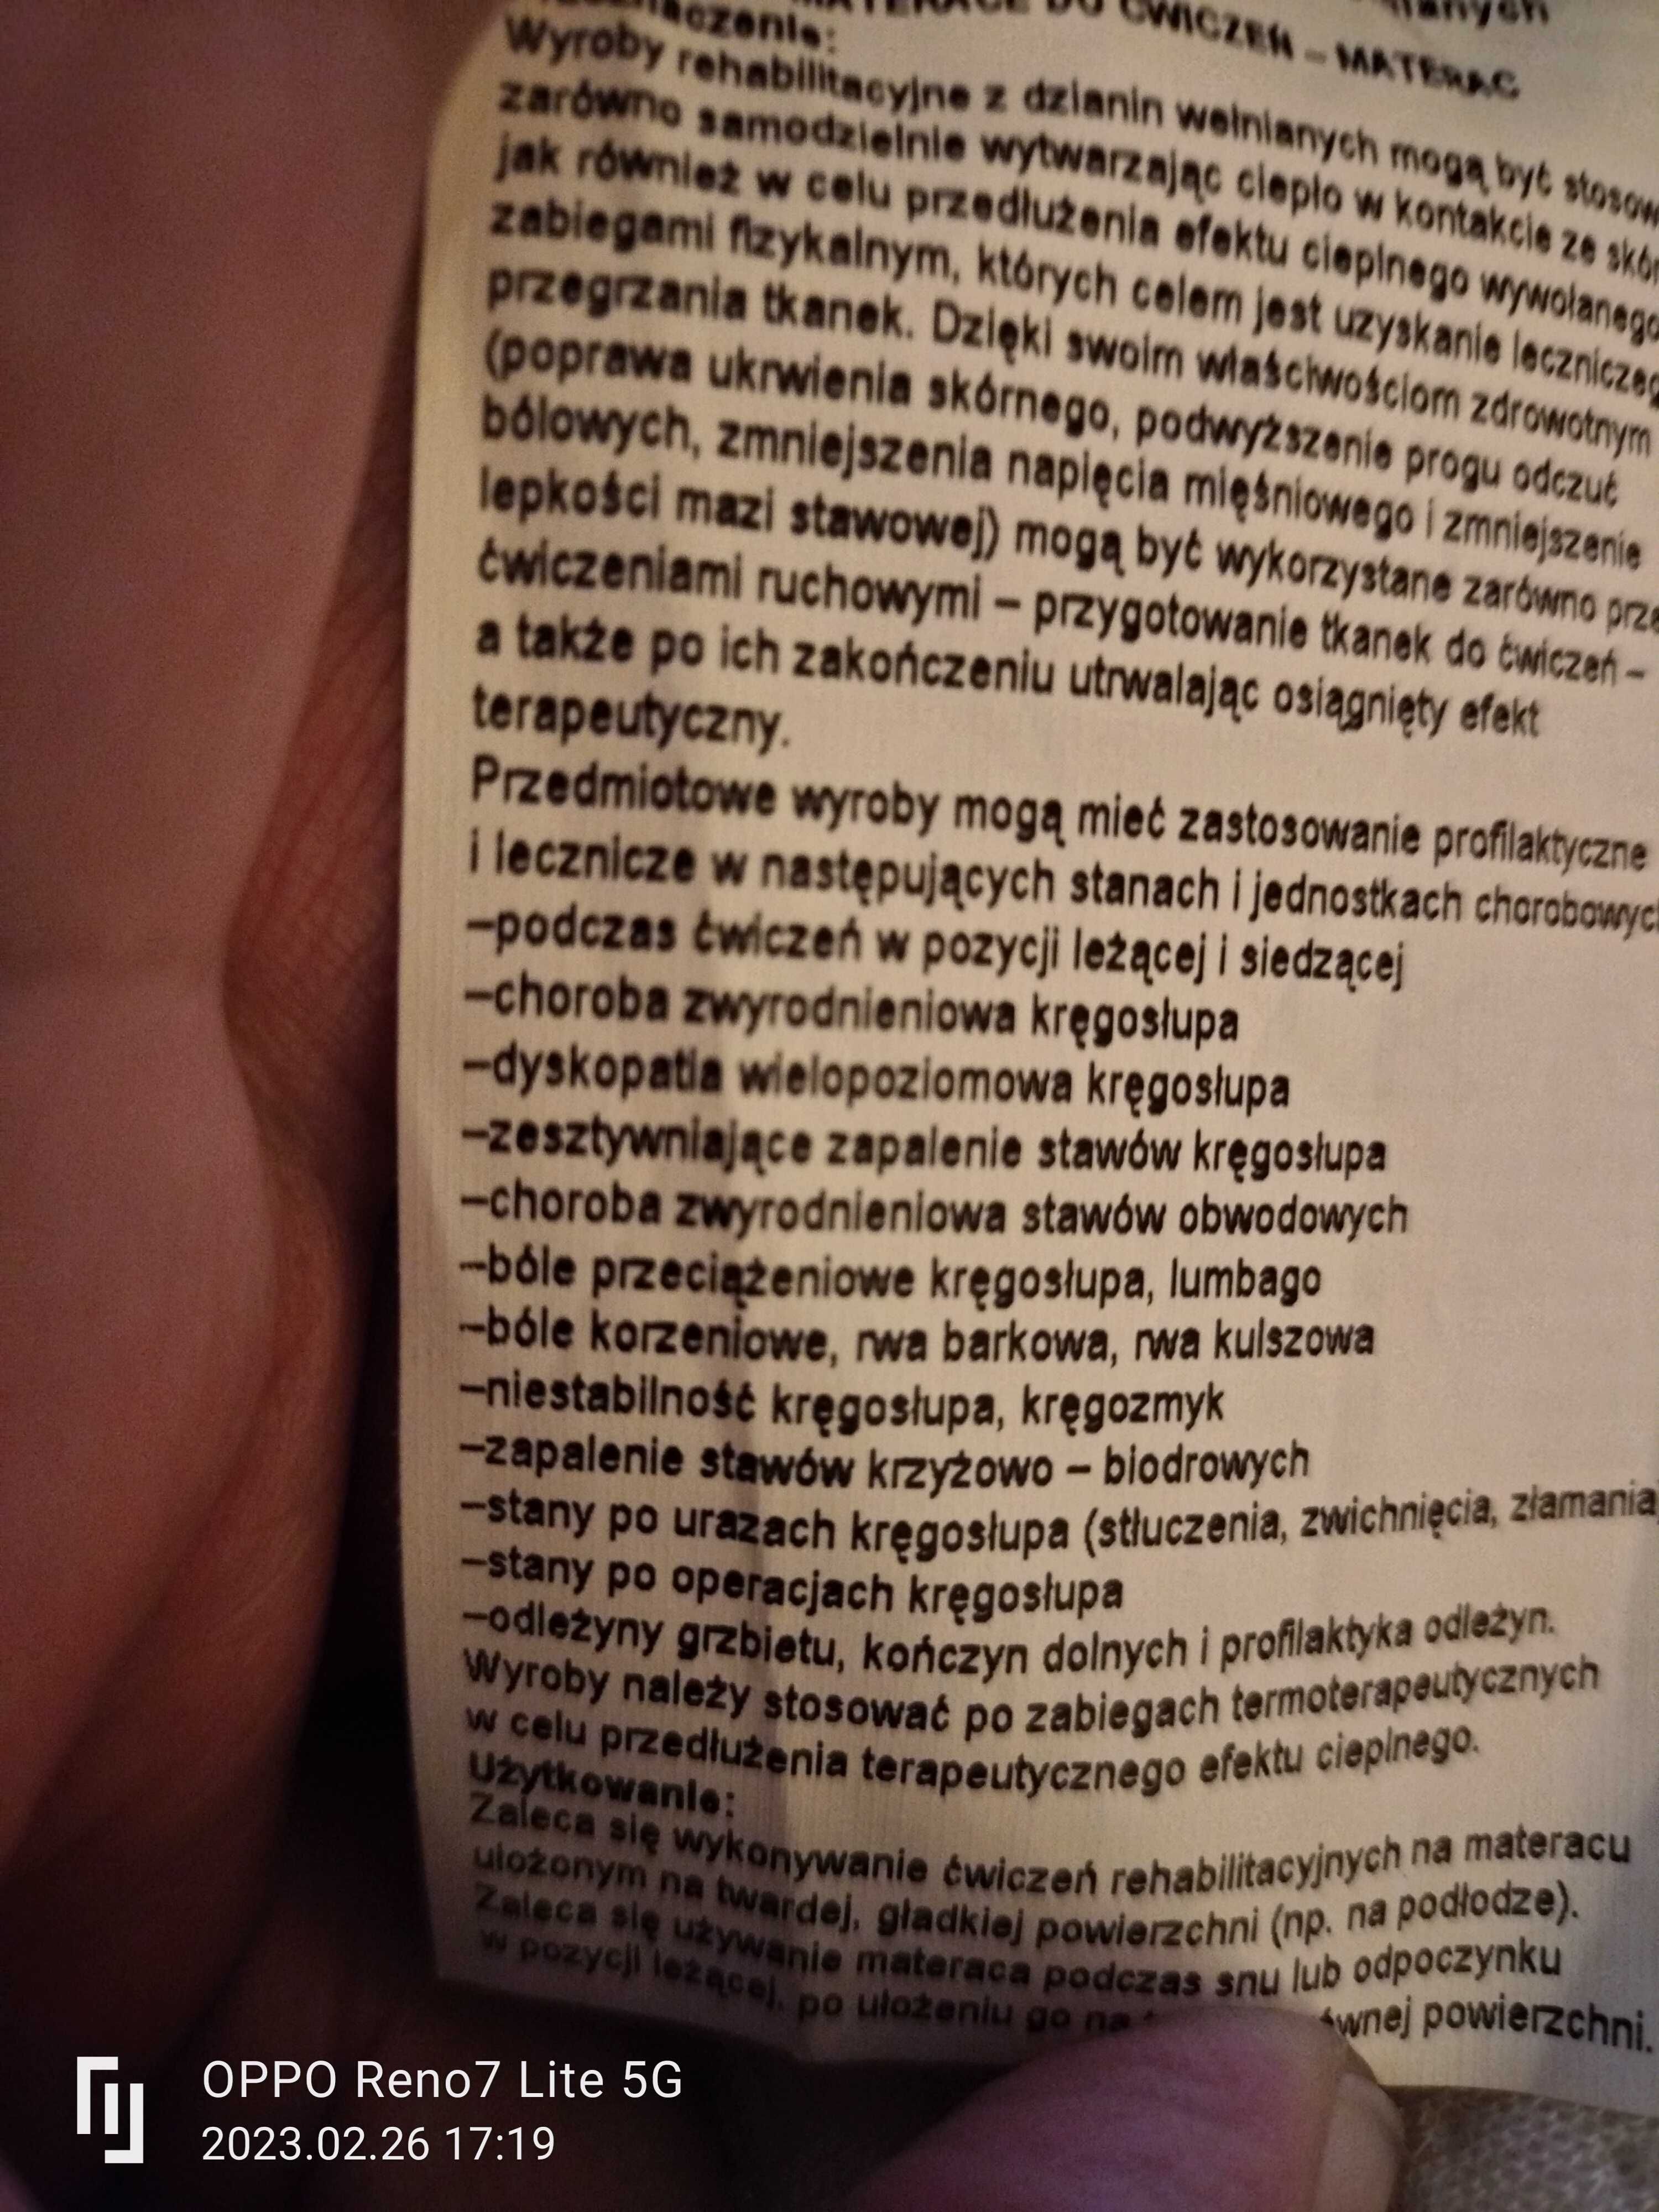 MATERACE DO ĆWICZEŃ – MATERAC
Wyroby rehabilitacyjne z dzianin wełnianych mogą być
zarówno samodzielnie wytwarzając ciepło w kontakcie ze
jak również w celu przedłużenia efektu cieplnego wywołanego
zabiegami fizykalnym, których celem jest uzyskanie
przegrzania tkanek. Dzięki swoim właściwościom zdrowotnym
(poprawa ukrwienia skórnego, podwyższenie progu odczuć
bólowych, zmniejszenia napięcia mięśniowego i zmniejszenie
lepkości mazi stawowej) mogą być wykorzystane zarówno
ćwiczeniami ruchowymi – przygotowanie tkanek do ćwiczeń –
a także po ich zakończeniu utrwalając osiągnięty efekt
terapeutyczny.
Przedmiotowe wyroby mogą mieć zastosowanie profilaktyczne
i lecznicze w następujących stanach i jednostkach
–podczas ćwiczeń w pozycji leżącej i siedzącej
–choroba zwyrodnieniowa kręgosłupa
–dyskopatia wielopoziomowa kręgosłupa
–zesztywniające zapalenie stawów kręgosłupa
–choroba zwyrodnieniowa stawów obwodowych
–bóle przeciążeniowe kręgosłupa, lumbago
–bóle korzeniowe, rwa barkowa, rwa kulszowa
–niestabilność kręgosłupa, kręgozmyk
–zapalenie stawów krzyżowo – biodrowych
–stany po urazach kręgosłupa (stłuczenia, zwichnięcia, złamania)
–stany po operacjach kręgosłupa
–odleżyny grzbietu, kończyn dolnych i profilaktyka odleżyn.
Wyroby należy stosować po zabiegach termoterapeutycznych
w celu przedłużenia terapeutycznego efektu cieplnego.
Użytkowanie:
Zaleca się wykonywanie ćwiczeń rehabilitacyjnych na materacu
ułożonym na twardej, gładkiej powierzchni (np. na podłodze).
Zaleca się używanie materaca podczas snu lub odpoczynku
w pozycji leżącej, po ułożeniu go na powierzchni.
OPPO Reno7 Lite 5G
2023.02.26 17:19